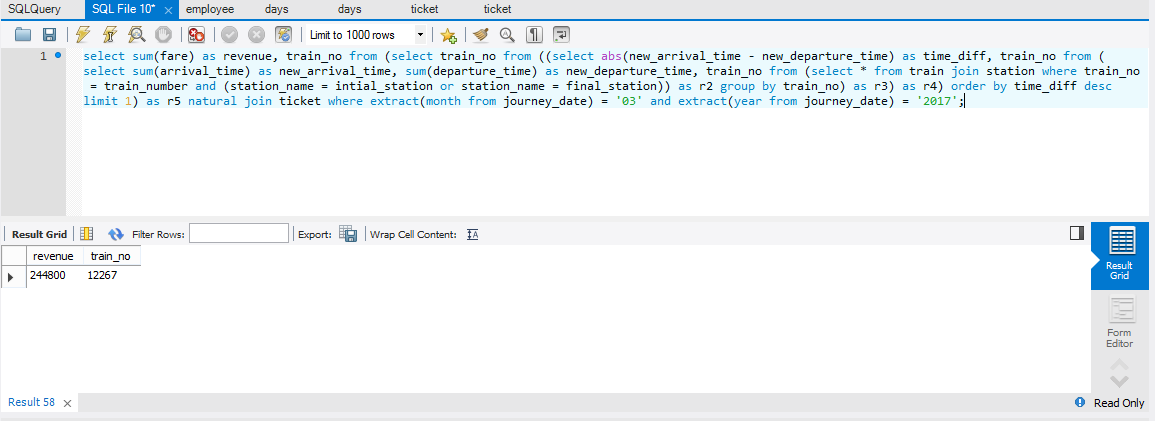 SQLQuery SQL File 10* × employee days days ticket ticket
Limit to 1000 rows
1 select sum(fare) as revenue, train_no from (select train_no from ((select abs(new_arrival_time - new_departure_time) as time_diff, train_no from (
select sum(arrival_time) as new_arrival_time, sum(departure_time) as new_departure_time, train_no from (select * from train join station where train_no
= train_number and (station_name = intial_station or station_name = final_station)) as r2 group by train_no) as r3) as r4) order by time_diff desc
limit 1) as r5 natural join ticket where extract(month from journey_date) = '03' and extract(year from journey_date) = '2017';
Result Grid Filter Rows: Export: Wrap Cell Content:
revenue train_no
244800 12267
Result
Grid
Form
Editor
Result 58 × Read Only